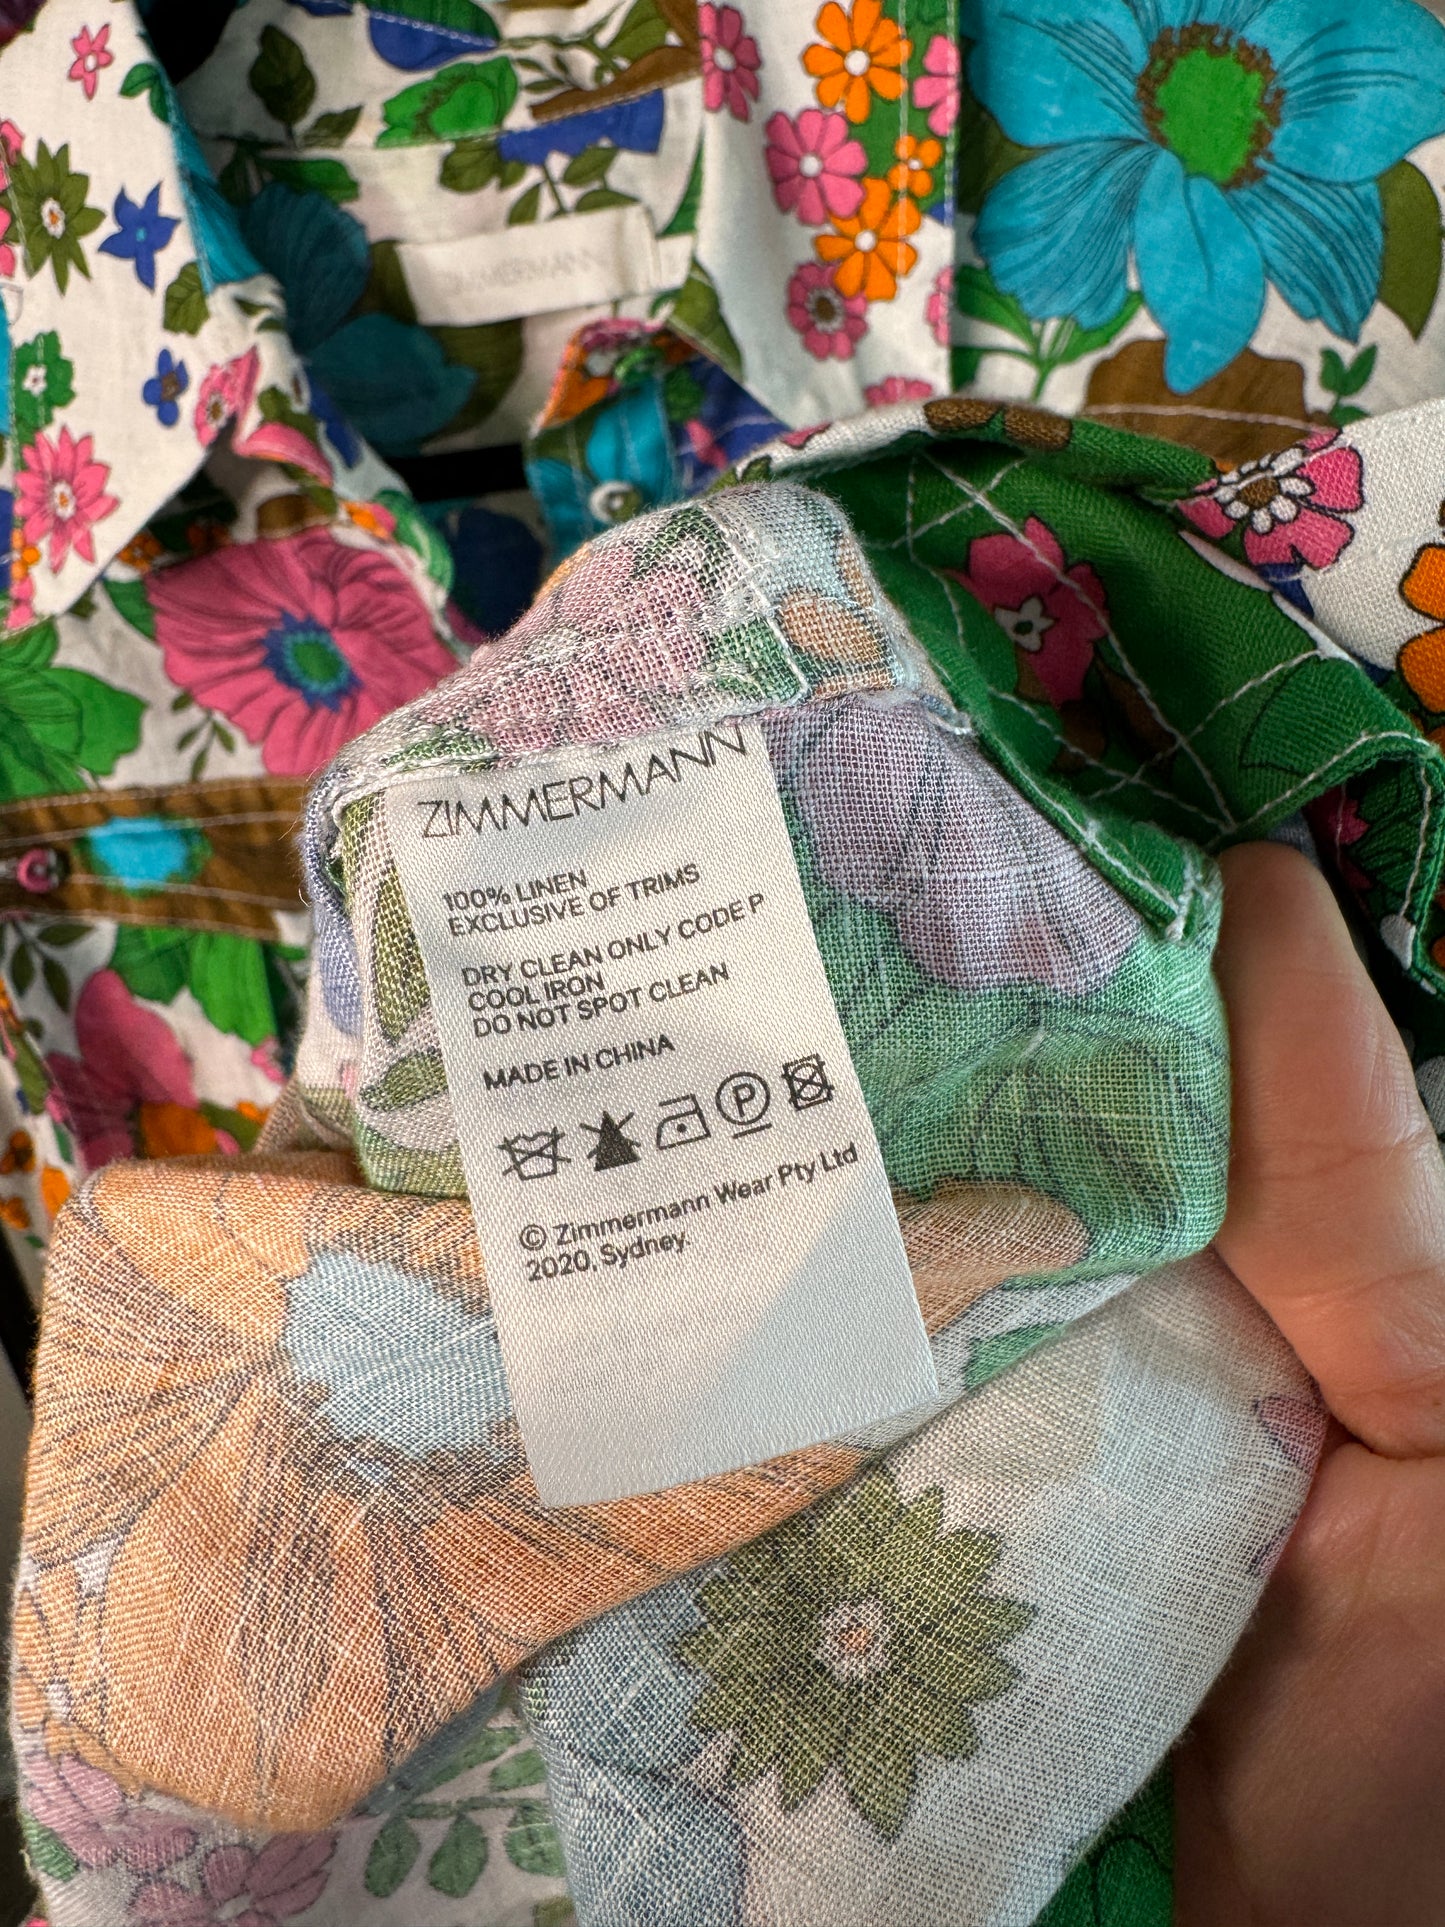 ZIMMERMANN
ZIMMERMANN
100% LINEN
EXCLUSIVE OF TRIMS
DRY CLEAN ONLY CODE P
COOL IRON
DO NOT SPOT CLEAN
MADE IN CHINA
P
© Zimmermann Wear Pty Ltd
2020, Sydney.